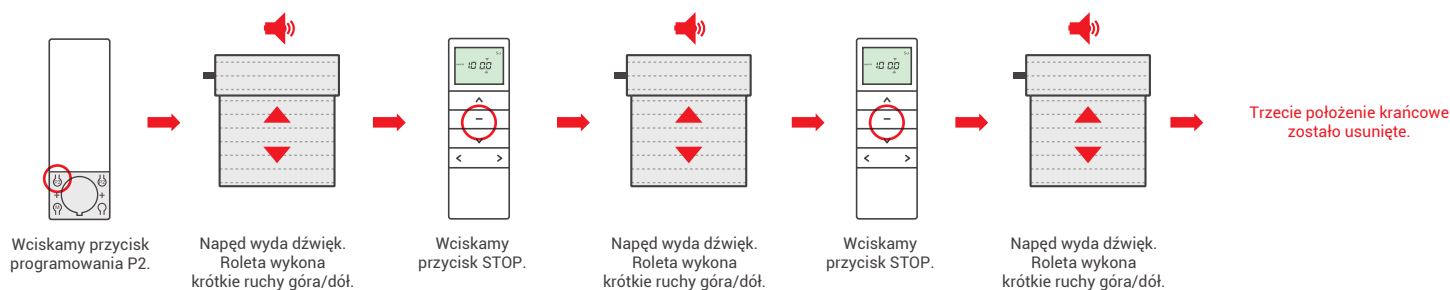 10 00
10 00
Trzecie położenie krańcowe
zostało usunięte.
Wciskamy przycisk
programowania P2.
Napęd wyda dźwięk.
Roleta wykona
krótkie ruchy góra/dół.
Wciskamy
przycisk STOP.
Napęd wyda dźwięk.
Roleta wykona
krótkie ruchy góra/dół.
Wciskamy
przycisk STOP.
Napęd wyda dźwięk.
Roleta wykona
krótkie ruchy góra/dół.